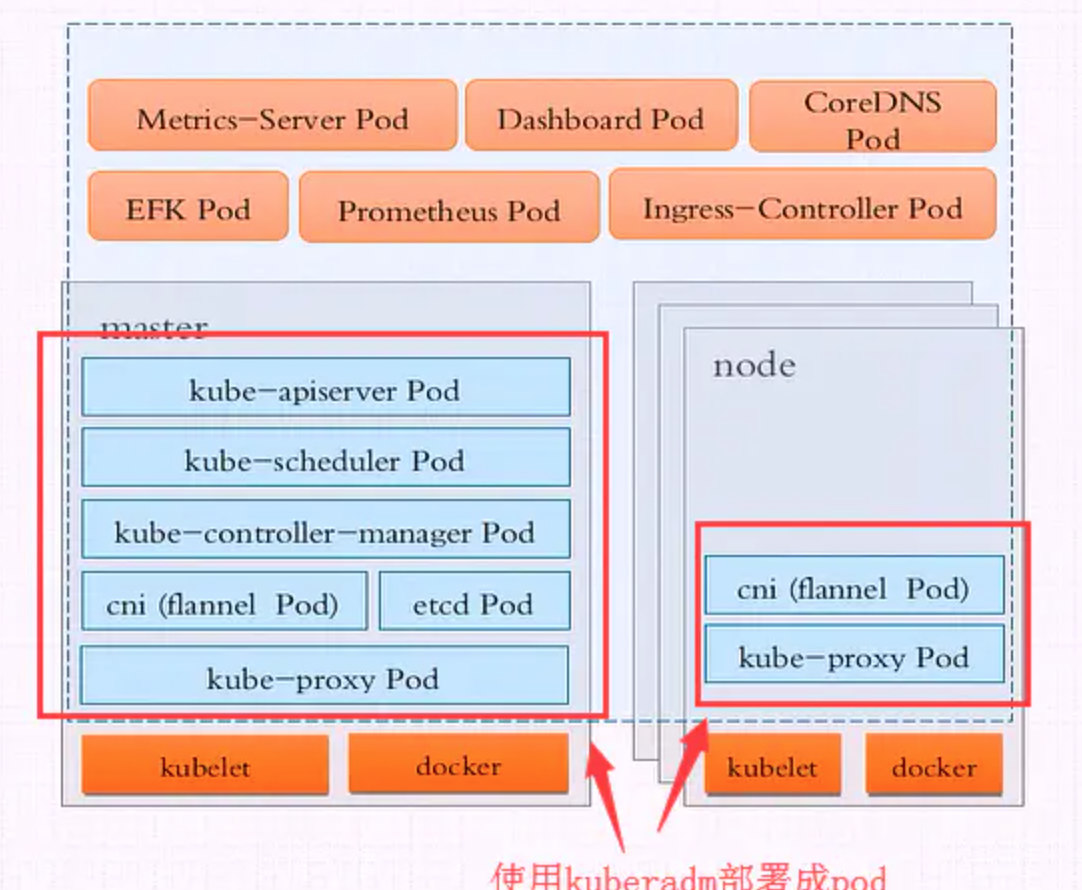 Metrics-Server Pod
Dashboard Pod
CoreDNS
Pod
EFK Pod
Prometheus Pod
Ingress-Controller Pod
master
node
kube-apiserver Pod
kube-scheduler Pod
kube-controller-manager Pod
cni (flannel Pod)
etcd Pod
kube-proxy Pod
cni (flannel Pod)
kube-proxy Pod
kubelet
docker
kubelet
docker
使用kuberadm部署成pod